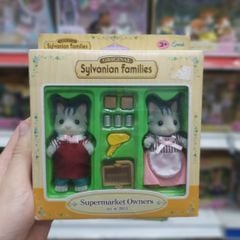 ORIGINAL
Sylvanian Families
3+
Supermarket Owners